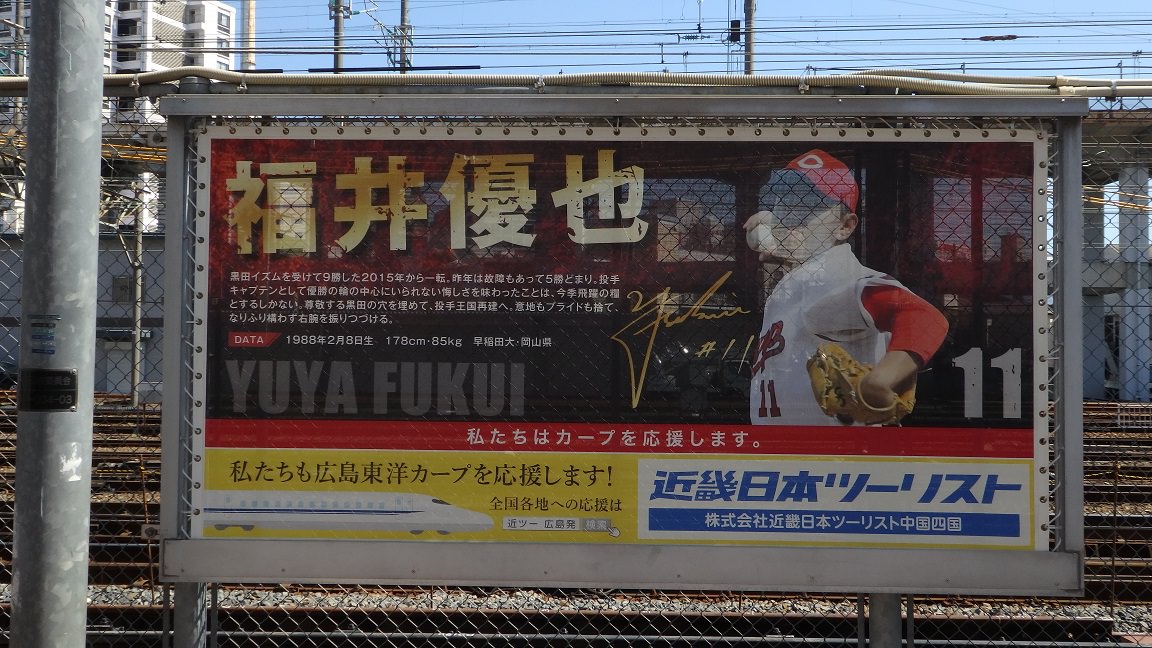 福井優也
黒田イズムを受けて9勝した2015年から一転。昨年は故障もあって5勝どまり。投手
キャプテンとして優勝の輪の中心にいられない悔しさを味わったことは、今季飛躍の糧
とするしかない。尊敬する黒田の穴を埋めて、投手王国再建へ。意地もプライドも捨て、
なりふり構わず右腕を振りつづける。
DATA 1988年2月8日生 178cm・85kg 早稲田大・岡山県
YUYA FUKUI
#11
11
11
私たちはカープを応援します。
私たちも広島東洋カープを応援します!
全国各地への応援は
近ツー 広島発 検索
近畿日本ツーリスト
株式会社近畿日本ツーリスト中国四国